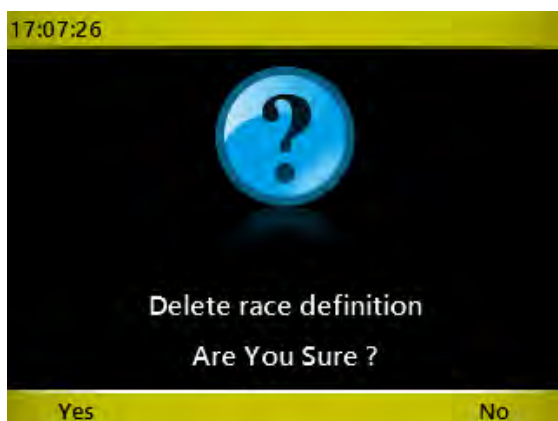 17:07:26
?
Delete race definition
Are You Sure ?
Yes No